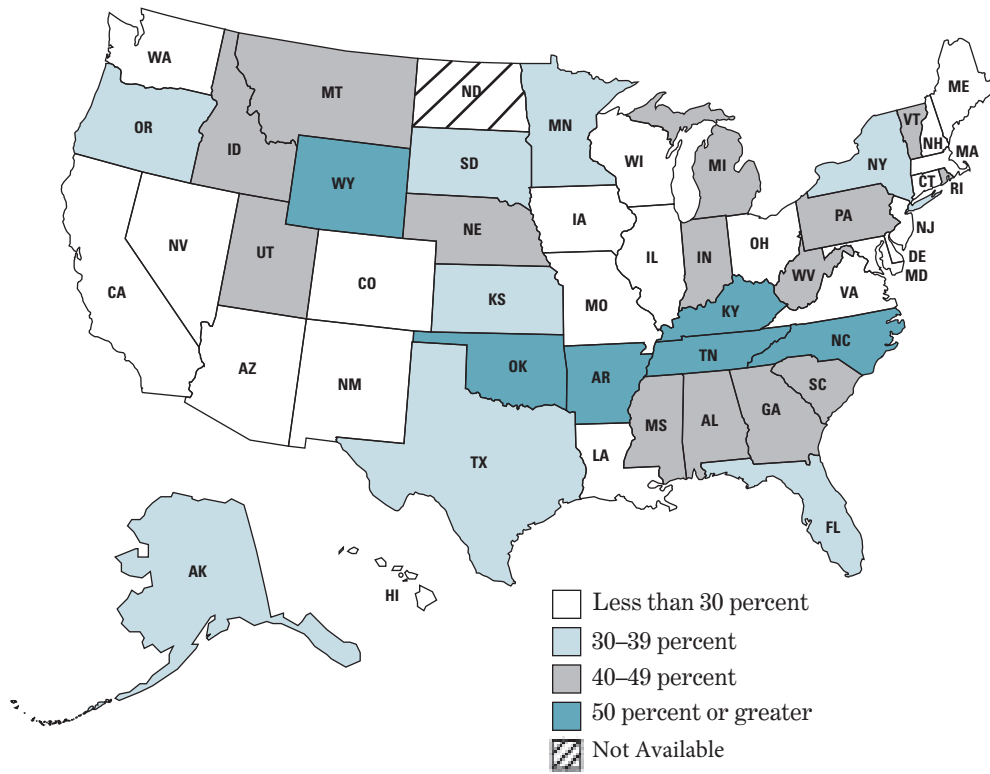 WA
MT
ND
MN
ME
OR
ID
WY
SD
WI
MI
VT
NH
NY
MA
CT
RI
NV
UT
NE
IA
PA
NJ
CA
CO
IL
IN
OH
DE
MD
WV
VA
KS
MO
KY
AZ
NM
OK
AR
TN
NC
SC
MS
AL
GA
LA
TX
FL
AK
HI
Less than 30 percent
30–39 percent
40–49 percent
50 percent or greater
Not Available